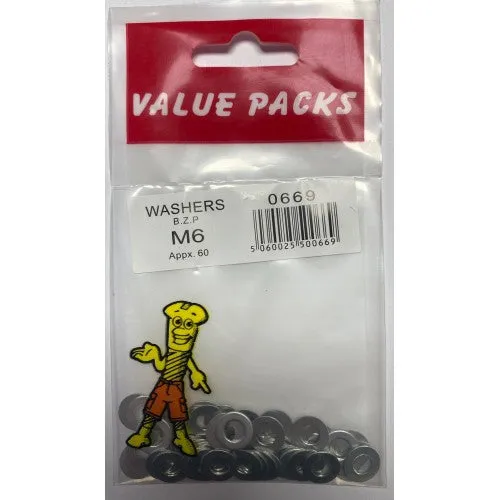 VALUE PACKS
WASHERS
B.Z.P
M6
Appx. 60
0669
5 060025 500669